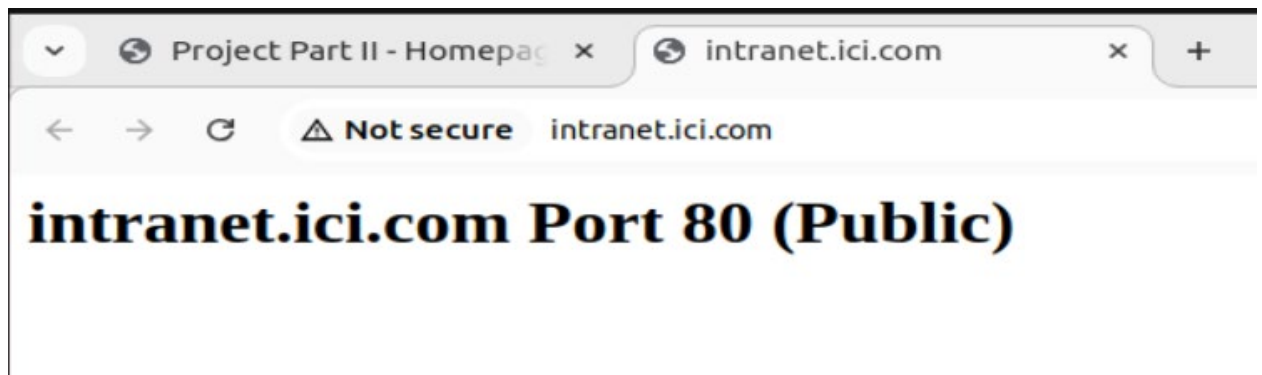 Project Part II - Homepag
intranet.ici.com
Not secure intranet.ici.com
intranet.ici.com Port 80 (Public)